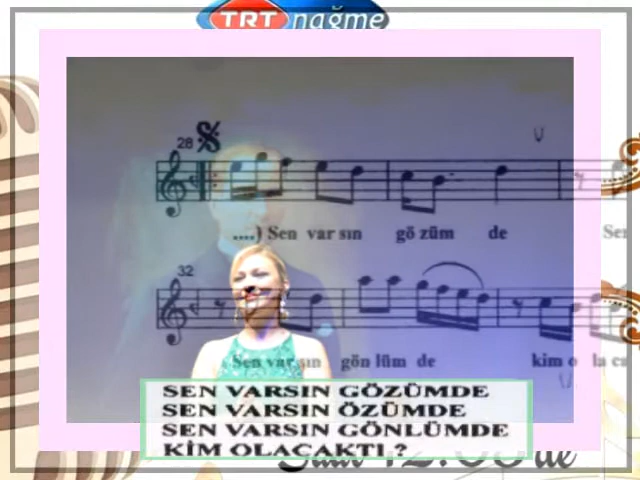 TRT nağme
28
....) Sen var sın gö züm de Sen
32
Sen var sın gön lüm de kim o la ca
SEN VARSIN GÖZÜMDE
SEN VARSIN ÖZÜMDE
SEN VARSIN GÖNLÜMDE
KİM OLACAKTI ?